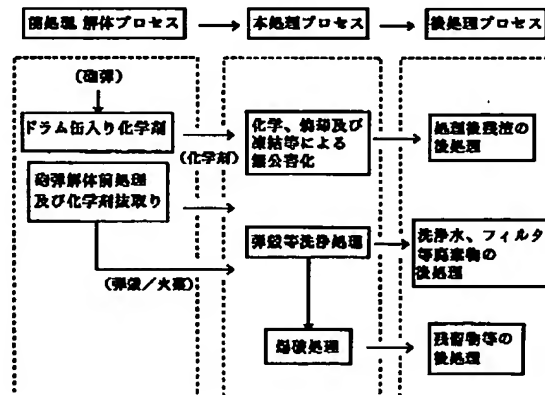 前処理、解体プロセス
本処理プロセス
後処理プロセス
(砲弾)
ドラム缶入り化学剤
(化学剤)
砲弾解体前処理
及び化学剤抜取り
(弾殻/火薬)
化学、焼却及び
凍結等による
無公害化
弾殻等洗浄処理
爆破処理
処理後残渣の
後処理
洗浄水、フィルタ
等廃棄物の
後処理
残留物等の
後処理